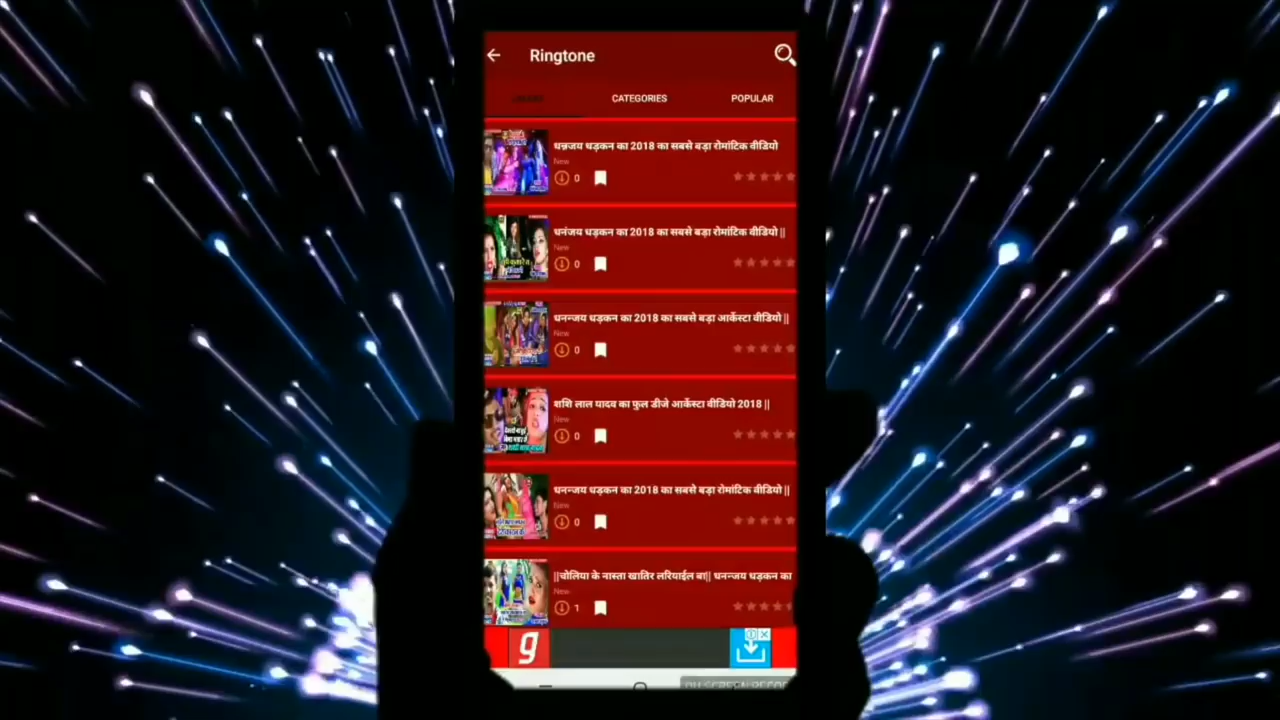 Ringtone
CATEGORIES
POPULAR
धन्नजय धड़कन का 2018 का सबसे बड़ा रोमांटिक वीडियो
New
0
धनंजय धड़कन का 2018 का सबसे बड़ा रोमांटिक वीडियो ||
New
0
धनन्जय धड़कन का 2018 का सबसे बड़ा आर्केस्टा वीडियो ||
New
0
शशि लाल यादव का फुल डीजे आर्केस्टा वीडियो 2018 ||
New
0
धनन्जय धड़कन का 2018 का सबसे बड़ा रोमांटिक वीडियो ||
New
0
||चोलिया के नास्ता खातिर लरियाईल बा|| धनन्जय धड़कन का
New
1
g